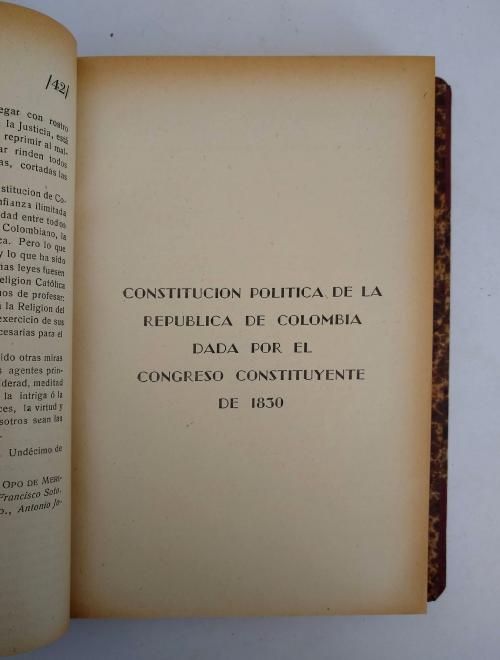 /42/
egar con rostro
la Justicia, está
reprimir al mal-
ar rinden todos
as, cortadas las
stitucion de Co-
nfianza ilimitada
dad entre todos
Colombiano, la
ca. Pero lo que
y lo que ha sido
nas leyes fuesen
eligion Católica
nos de profesar:
a la Religion del
exercicio de sus
cesarias para el
ido otras miras
s agentes prin-
derad, meditad
la intriga ó la
ces, la virtud y
sotros sean las
Undécimo de
OPO DE MERI-
Francisco Soto,
o., Antonio Jo-
CONSTITUCION POLITICA DE LA
REPUBLICA DE COLOMBIA
DADA POR EL
CONGRESO CONSTITUYENTE
DE 1830